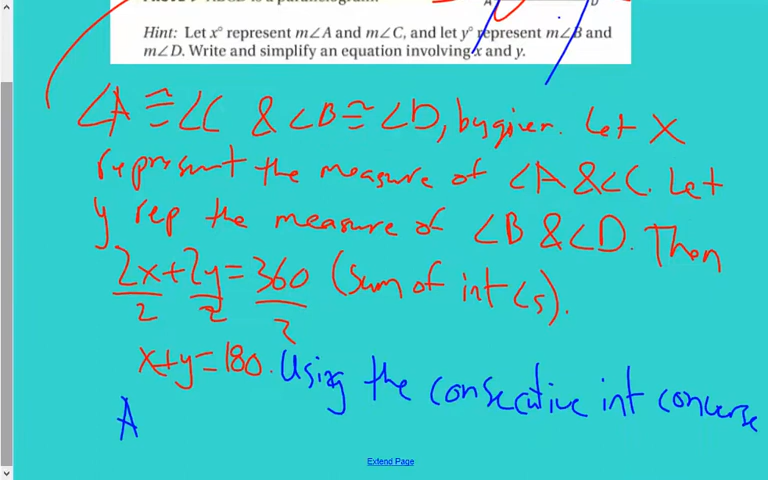 Hint: Let x° represent m∠A and m∠C, and let y° represent m∠B and
m∠D. Write and simplify an equation involving x and y.
∠A ≅ ∠C & ∠B ≅ ∠D, by given. Let X
represent the measure of ∠A & ∠C. Let
y rep the measure of ∠B & ∠D. Then
2x + 2y = 360 (Sum of int ∠s).
2 2 2
x+y=180. Using the consecutive int converse
A
Extend Page